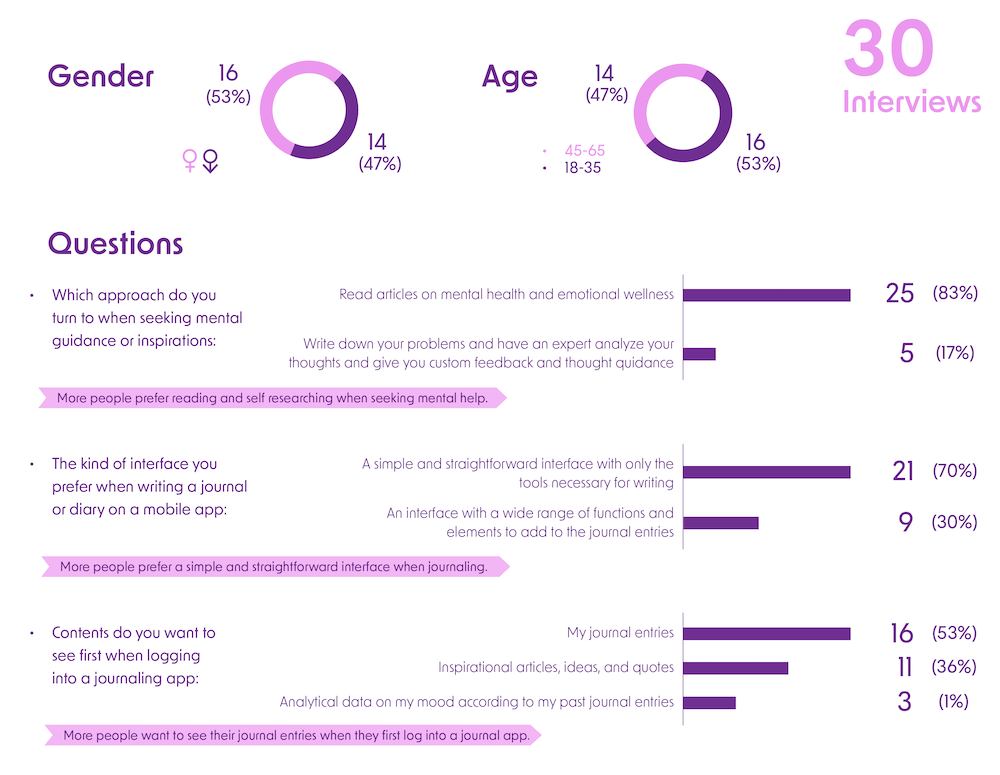 30
Interviews
Gender
16
(53%)
14
(47%)
Age
14
(47%)
16
(53%)
• 45-65
• 18-35
Questions
• Which approach do you
turn to when seeking mental
guidance or inspirations:
Read articles on mental health and emotional wellness
25 (83%)
Write down your problems and have an expert analyze your
thoughts and give you custom feedback and thought quidance
5 (17%)
More people prefer reading and self researching when seeking mental help.
• The kind of interface you
prefer when writing a journal
or diary on a mobile app:
A simple and straightforward interface with only the
tools necessary for writing
21 (70%)
An interface with a wide range of functions and
elements to add to the journal entries
9 (30%)
More people prefer a simple and straightforward interface when journaling.
• Contents do you want to
see first when logging
into a journaling app:
My journal entries
16 (53%)
Inspirational articles, ideas, and quotes
11 (36%)
Analytical data on my mood according to my past journal entries
3 (1%)
More people want to see their journal entries when they first log into a journal app.